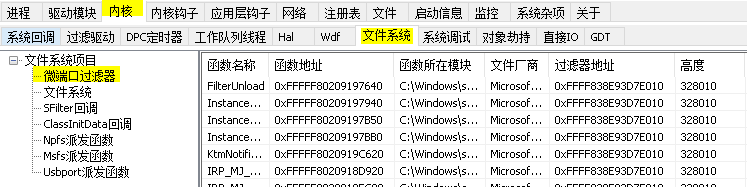 进程 驱动模块 内核 内核钩子 应用层钩子 网络 注册表 文件 启动信息 监控 系统杂项 关于
系统回调 过滤驱动 DPC定时器 工作队列线程 Hal Wdf 文件系统 系统调试 对象劫持 直接IO GDT
文件系统项目
微端口过滤器
文件系统
SFilter回调
ClassInitData回调
Npfs派发函数
Msfs派发函数
Usbport派发函数
函数名称 函数地址 函数所在模块 文件厂商 过滤器地址 高度
FilterUnload 0xFFFFF80209197640 C:\Windows\s... Microsof... 0xFFFF838E93D7E010 328010
Instance... 0xFFFFF80209197940 C:\Windows\s... Microsof... 0xFFFF838E93D7E010 328010
Instance... 0xFFFFF80209197B50 C:\Windows\s... Microsof... 0xFFFF838E93D7E010 328010
Instance... 0xFFFFF80209197BB0 C:\Windows\s... Microsof... 0xFFFF838E93D7E010 328010
KtmNotifi... 0xFFFFF8020919C620 C:\Windows\s... Microsof... 0xFFFF838E93D7E010 328010
IRP_MJ_... 0xFFFFF8020918D920 C:\Windows\s... Microsof... 0xFFFF838E93D7E010 328010